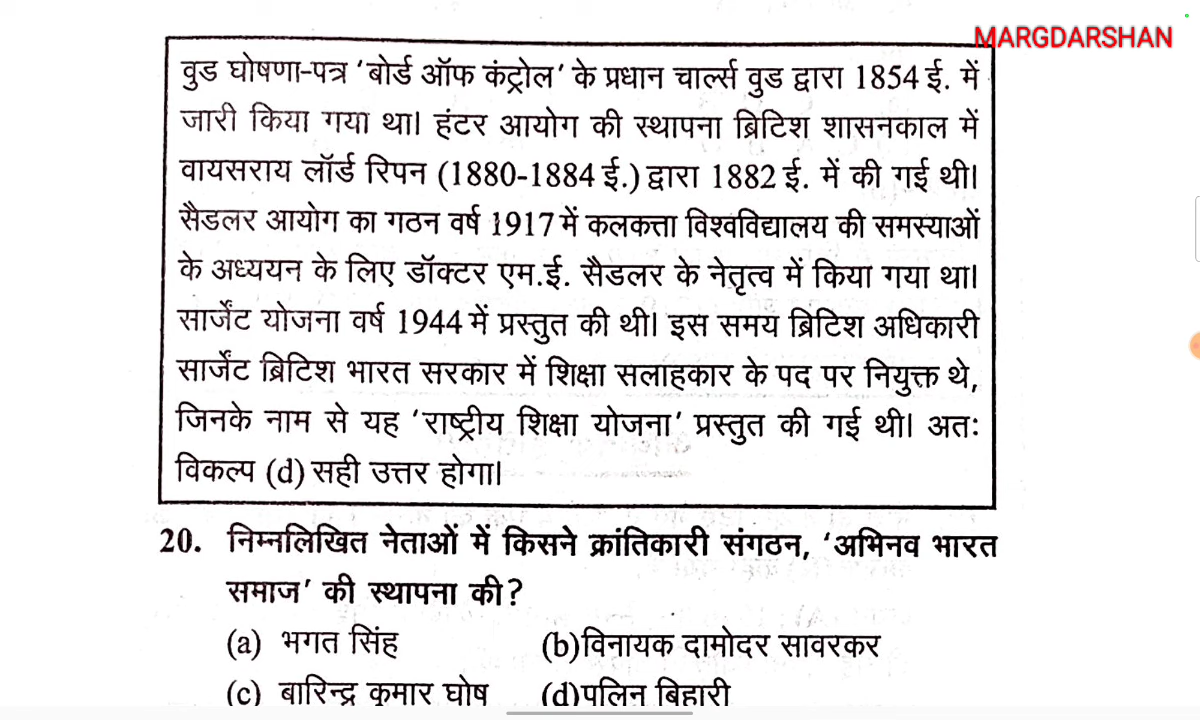 MARGDARSHAN
वुड घोषणा-पत्र ‘बोर्ड ऑफ कंट्रोल’ के प्रधान चार्ल्स वुड द्वारा 1854 ई. में
जारी किया गया था। हंटर आयोग की स्थापना ब्रिटिश शासनकाल में
वायसराय लॉर्ड रिपन (1880-1884 ई.) द्वारा 1882 ई. में की गई थी।
सैडलर आयोग का गठन वर्ष 1917 में कलकत्ता विश्वविद्यालय की समस्याओं
के अध्ययन के लिए डॉक्टर एम.ई. सैडलर के नेतृत्व में किया गया था।
सार्जेंट योजना वर्ष 1944 में प्रस्तुत की थी। इस समय ब्रिटिश अधिकारी
सार्जेंट ब्रिटिश भारत सरकार में शिक्षा सलाहकार के पद पर नियुक्त थे,
जिनके नाम से यह ‘राष्ट्रीय शिक्षा योजना’ प्रस्तुत की गई थी। अतः
विकल्प (d) सही उत्तर होगा।
20. निम्नलिखित नेताओं में किसने क्रांतिकारी संगठन, ‘अभिनव भारत
समाज’ की स्थापना की?
(a) भगत सिंह (b) विनायक दामोदर सावरकर
(c) बारिन्द्र कुमार घोष (d) पुलिन बिहारी